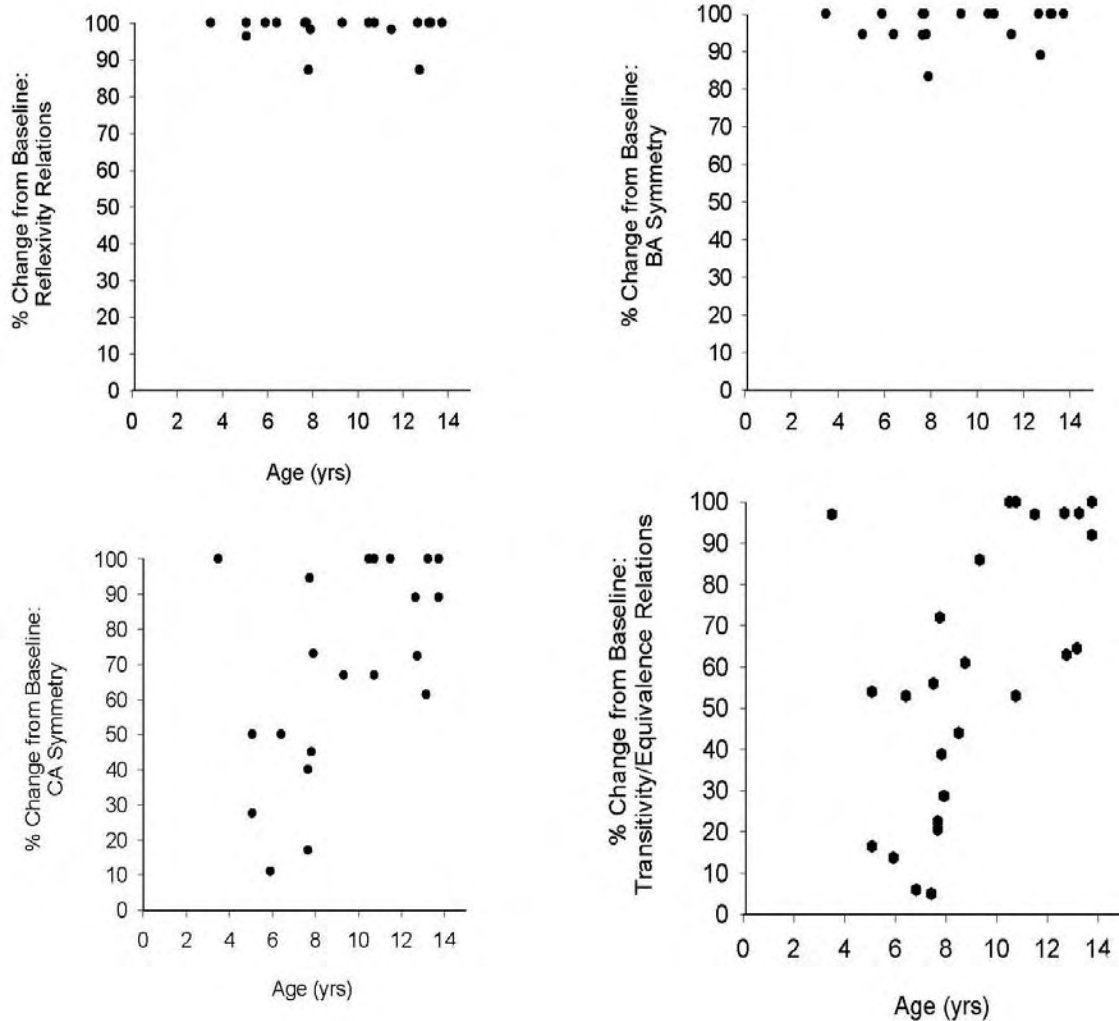 % Change from Baseline:
Reflexivity Relations
100
90
80
70
60
50
40
30
20
10
0
0 2 4 6 8 10 12 14
Age (yrs)
% Change from Baseline:
BA Symmetry
100
90
80
70
60
50
40
30
20
10
0
0 2 4 6 8 10 12 14
% Change from Baseline:
CA Symmetry
100
90
80
70
60
50
40
30
20
10
0
0 2 4 6 8 10 12 14
Age (yrs)
% Change from Baseline:
Transitivity/Equivalence Relations
100
90
80
70
60
50
40
30
20
10
0
0 2 4 6 8 10 12 14
Age (yrs)